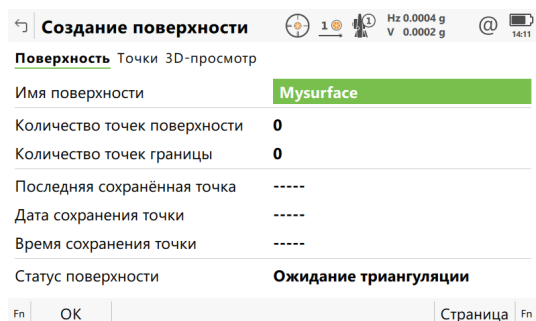 Создание поверхности 1 1 Hz 0.0004 g
V 0.0002 g @ 14:11
Поверхность Точки 3D-просмотр
Имя поверхности Mysurface
Количество точек поверхности 0
Количество точек границы 0
Последняя сохранённая точка -----
Дата сохранения точки -----
Время сохранения точки -----
Статус поверхности Ожидание триангуляции
Fn OK Страница Fn